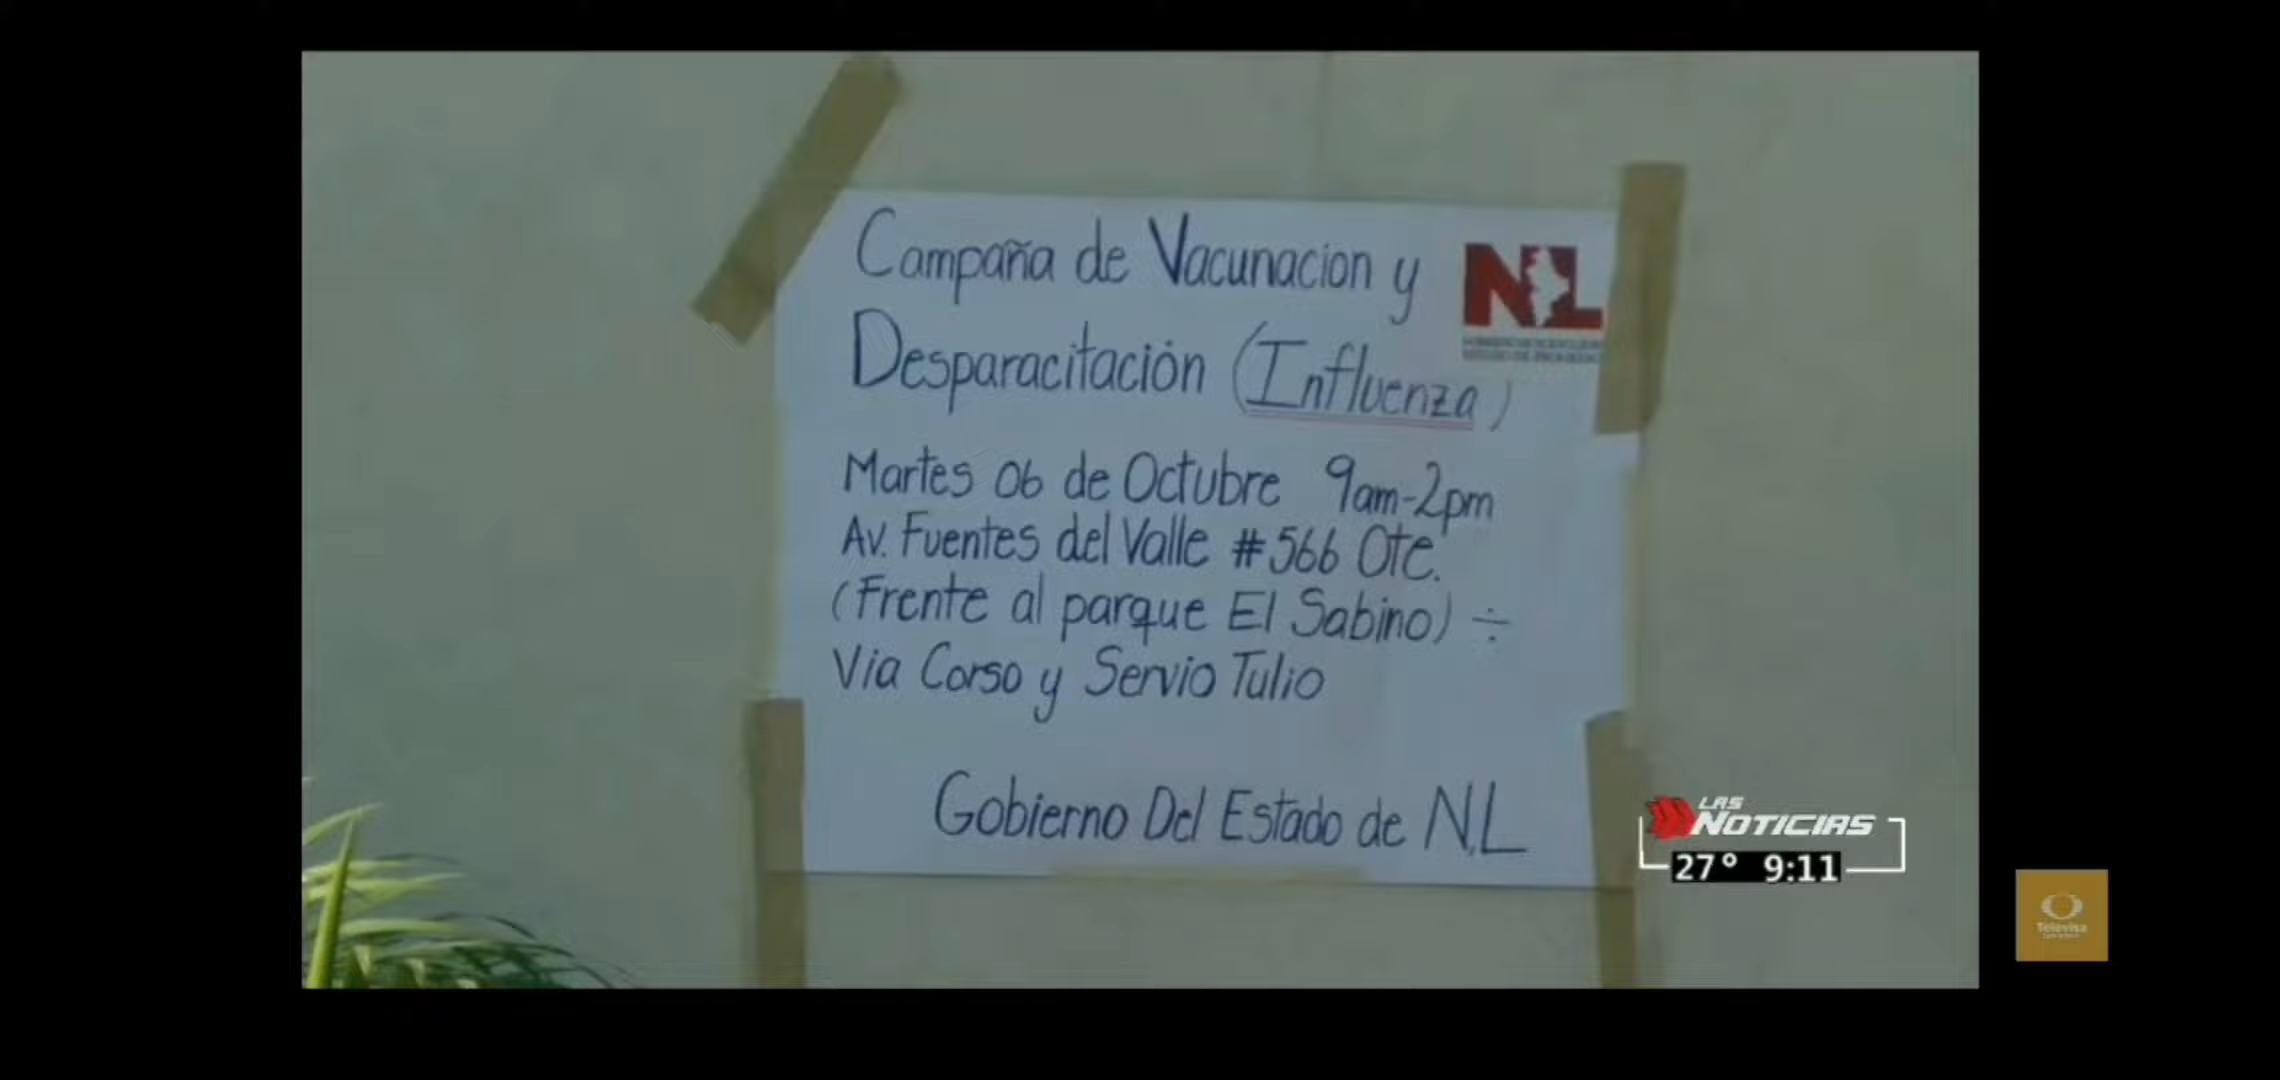 Campaña de Vacunacion y
Desparacitación (Influenza)
NL
Martes 06 de Octubre 9am-2pm
Av. Fuentes del Valle #566 Ote.
(Frente al parque El Sabino) ÷
Via Corso y Servio Tulio
Gobierno Del Estado de N.L
LAS
NOTICIAS
27° 9:11
Televisa